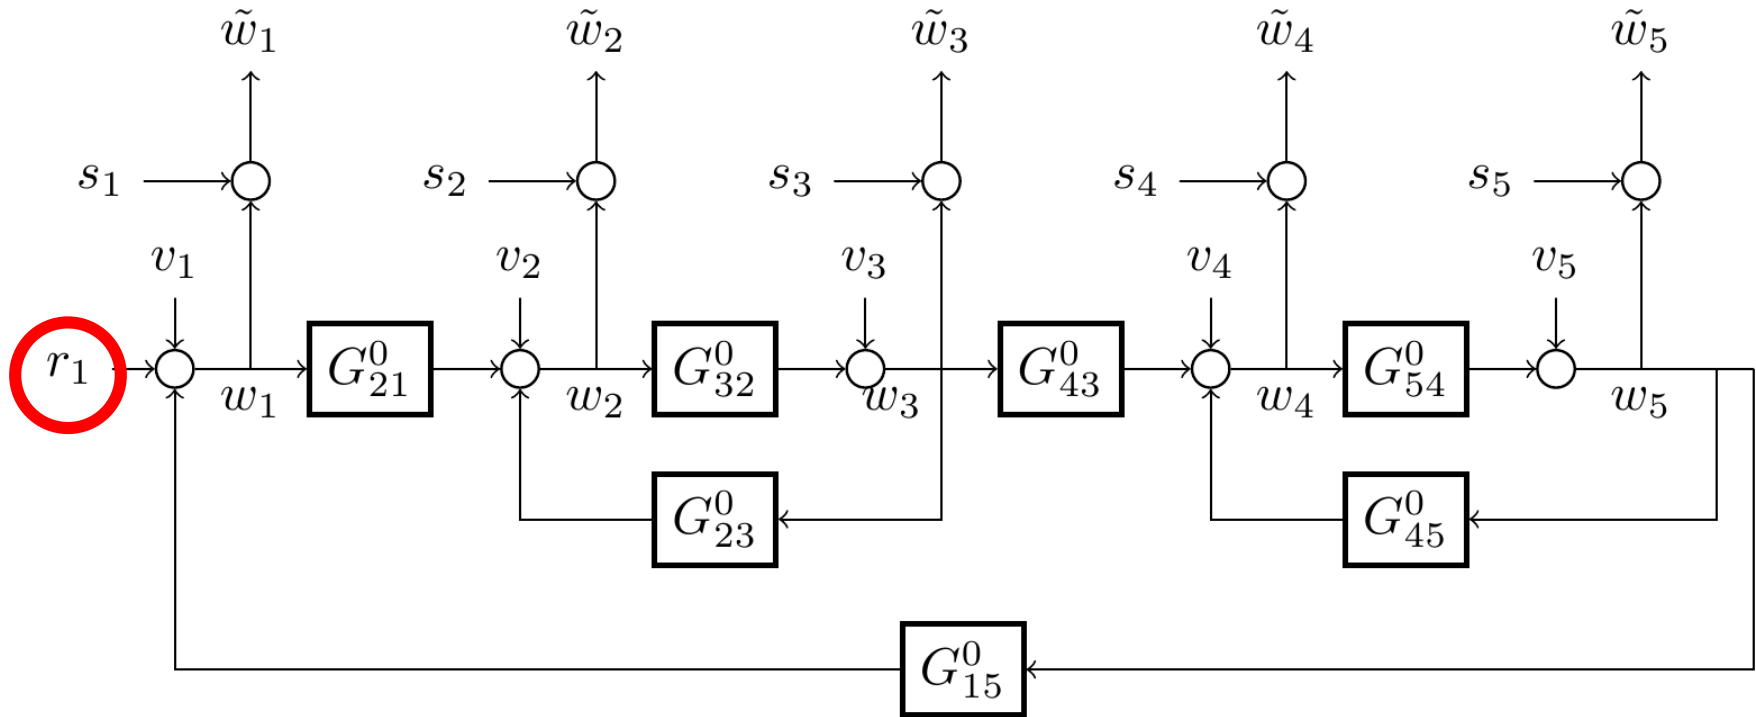 w̃₁ w̃₂ w̃₃ w̃₄ w̃₅
s₁ s₂ s₃ s₄ s₅
v₁ v₂ v₃ v₄ v₅
r₁ G⁰₂₁ G⁰₃₂ G⁰₄₃ G⁰₅₄
w₁ w₂ w₃ w₄ w₅
G⁰₂₃ G⁰₄₅
G⁰₁₅